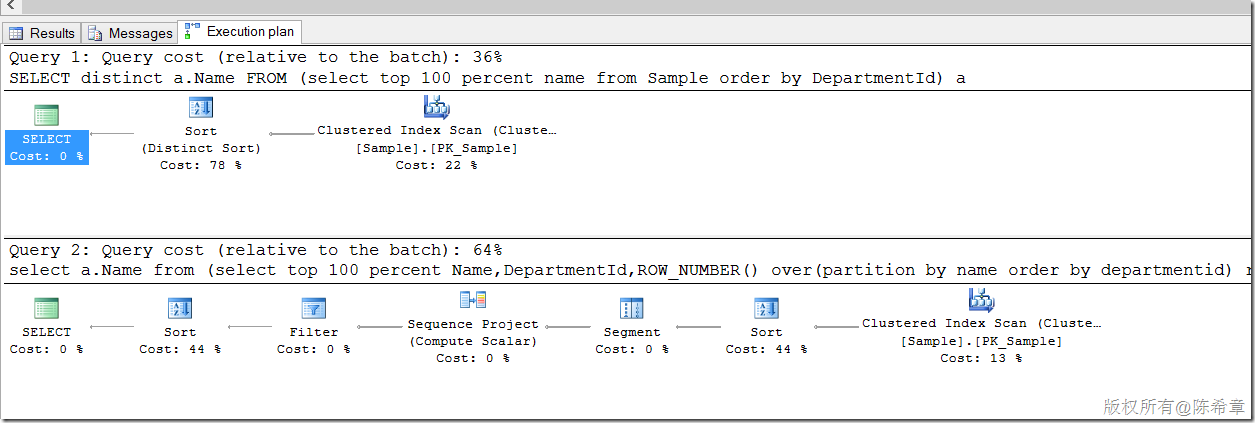 Results Messages Execution plan
Query 1: Query cost (relative to the batch): 36%
SELECT distinct a.Name FROM (select top 100 percent name from Sample order by DepartmentId) a
SELECT
Cost: 0 %
Sort
(Distinct Sort)
Cost: 78 %
Clustered Index Scan (Cluste…
[Sample].[PK_Sample]
Cost: 22 %
Query 2: Query cost (relative to the batch): 64%
select a.Name from (select top 100 percent Name,DepartmentId,ROW_NUMBER() over(partition by name order by departmentid) r
SELECT
Cost: 0 %
Sort
Cost: 44 %
Filter
Cost: 0 %
Sequence Project
(Compute Scalar)
Cost: 0 %
Segment
Cost: 0 %
Sort
Cost: 44 %
Clustered Index Scan (Cluste…
[Sample].[PK_Sample]
Cost: 13 %
版权所有@陈希章